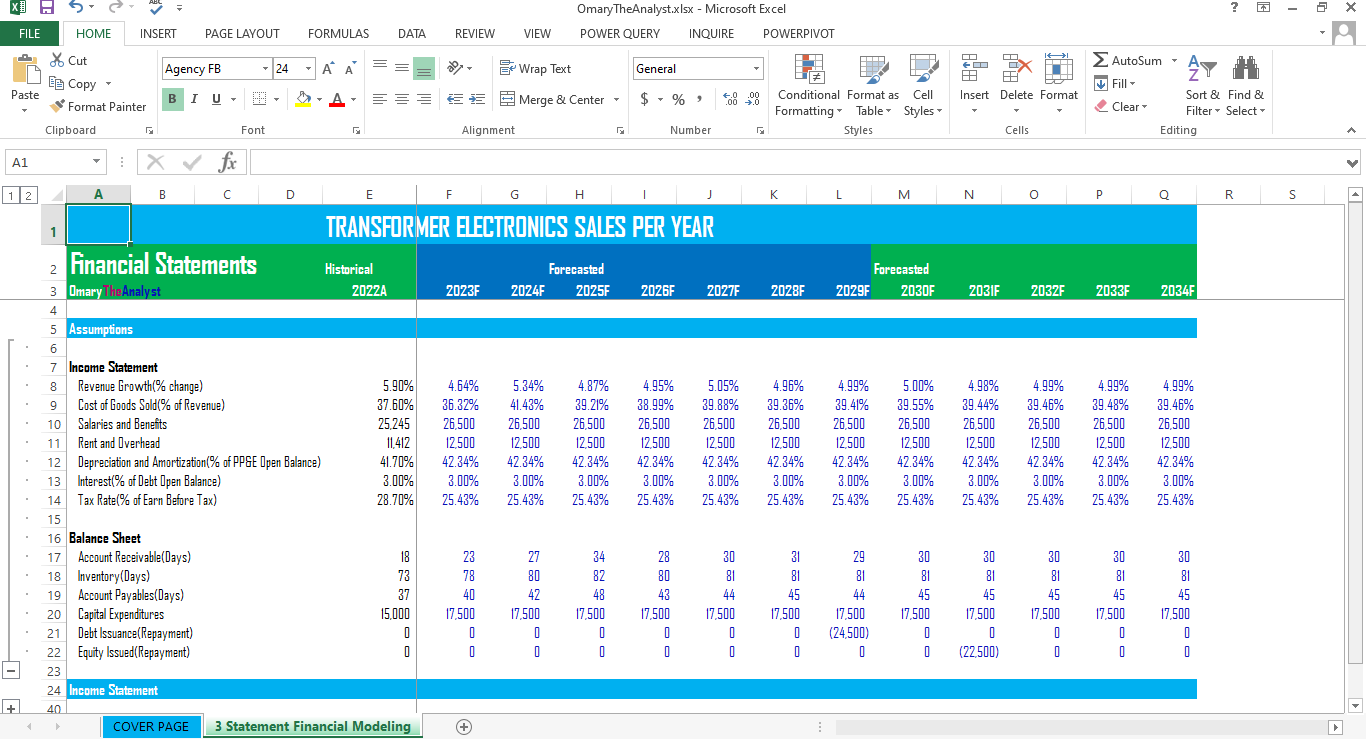 OmaryTheAnalyst.xlsx - Microsoft Excel
FILE HOME INSERT PAGE LAYOUT FORMULAS DATA REVIEW VIEW POWER QUERY INQUIRE POWERPIVOT
Paste Cut Copy Format Painter
Agency FB 24
B I U
Wrap Text
Merge & Center
General
$ % ,
Conditional Formatting Format as Table Cell Styles
Insert Delete Format
AutoSum Fill Clear
Sort & Filter Find & Select
Clipboard Font Alignment Number Styles Cells Editing
A1 fx
1 2 A B C D E F G H I J K L M N O P Q R S
1 TRANSFORMER ELECTRONICS SALES PER YEAR
2 Financial Statements Historical Forecasted Forecasted
3 OmaryTheAnalyst 2022A 2023F 2024F 2025F 2026F 2027F 2028F 2029F 2030F 2031F 2032F 2033F 2034F
4
5 Assumptions
6
7 Income Statement
8 Revenue Growth(% change) 5.90% 4.64% 5.34% 4.87% 4.95% 5.05% 4.96% 4.99% 5.00% 4.98% 4.99% 4.99% 4.99%
9 Cost of Goods Sold(% of Revenue) 37.60% 36.32% 41.43% 39.21% 38.99% 39.88% 39.36% 39.41% 39.55% 39.44% 39.46% 39.48% 39.46%
10 Salaries and Benefits 25,245 26,500 26,500 26,500 26,500 26,500 26,500 26,500 26,500 26,500 26,500 26,500 26,500
11 Rent and Overhead 11,412 12,500 12,500 12,500 12,500 12,500 12,500 12,500 12,500 12,500 12,500 12,500 12,500
12 Depreciation and Amortization(% of PP&E Open Balance) 41.70% 42.34% 42.34% 42.34% 42.34% 42.34% 42.34% 42.34% 42.34% 42.34% 42.34% 42.34% 42.34%
13 Interest(% of Debt Open Balance) 3.00% 3.00% 3.00% 3.00% 3.00% 3.00% 3.00% 3.00% 3.00% 3.00% 3.00% 3.00% 3.00%
14 Tax Rate(% of Earn Before Tax) 28.70% 25.43% 25.43% 25.43% 25.43% 25.43% 25.43% 25.43% 25.43% 25.43% 25.43% 25.43% 25.43%
15
16 Balance Sheet
17 Account Receivable(Days) 18 23 27 34 28 30 31 29 30 30 30 30 30
18 Inventory(Days) 73 78 80 82 80 81 81 81 81 81 81 81 81
19 Account Payables(Days) 37 40 42 48 43 44 45 44 45 45 45 45 45
20 Capital Expenditures 15,000 17,500 17,500 17,500 17,500 17,500 17,500 17,500 17,500 17,500 17,500 17,500 17,500
21 Debt Issuance(Repayment) 0 0 0 0 0 0 0 (24,500) 0 0 0 0 0
22 Equity Issued(Repayment) 0 0 0 0 0 0 0 0 0 (22,500) 0 0 0
23
24 Income Statement
40
COVER PAGE 3 Statement Financial Modeling